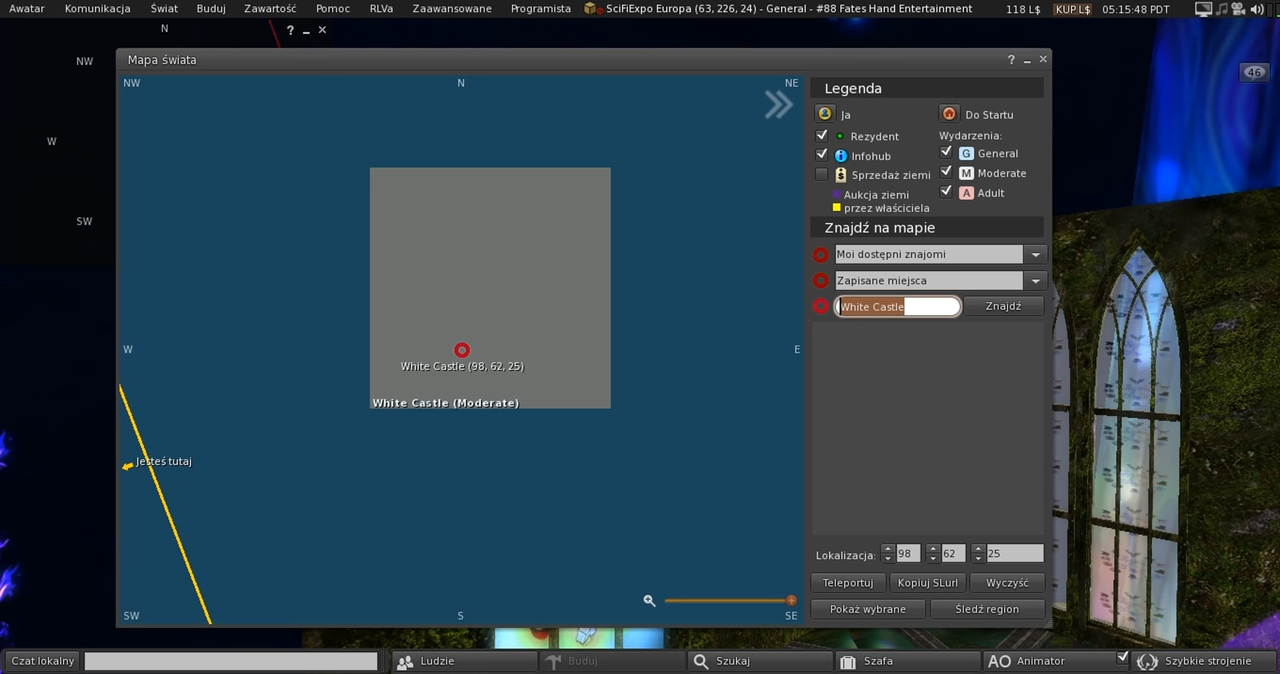 Awatar Komunikacja Świat Buduj Zawartość Pomoc RLVa Zaawansowane Programista SciFiExpo Europa (63, 226, 24) - General - #88 Fates Hand Entertainment 118 L$ KUP L$ 05:15:48 PDT
N
? _ ×
NW
W
SW
46
Mapa świata ? _ ×
NW N NE
W E
White Castle (98, 62, 25)
White Castle (Moderate)
Jesteś tutaj
SW S SE
Legenda
Ja Do Startu
Rezydent Wydarzenia:
Infohub G General
Sprzedaż ziemi M Moderate
Aukcja ziemi A Adult
przez właściciela
Znajdź na mapie
Moi dostępni znajomi
Zapisane miejsca
White Castle Znajdź
Lokalizacja: 98 62 25
Teleportuj Kopiuj SLurl Wyczyść
Pokaż wybrane Śledź region
Czat lokalny Ludzie Buduj Szukaj Szafa AO Animator Szybkie strojenie